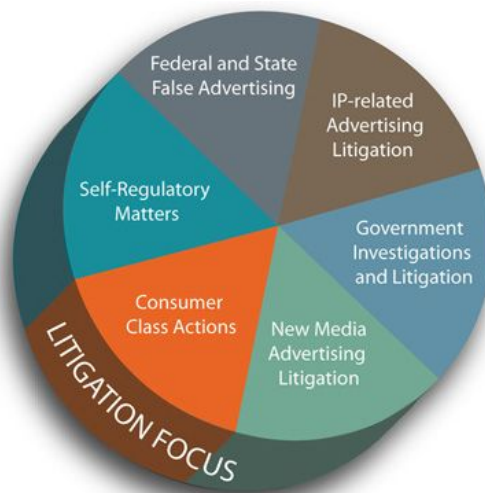 Federal and State
False Advertising
IP-related
Advertising
Litigation
Self-Regulatory
Matters
Government
Investigations
and Litigation
Consumer
Class Actions
New Media
Advertising
Litigation
LITIGATION FOCUS